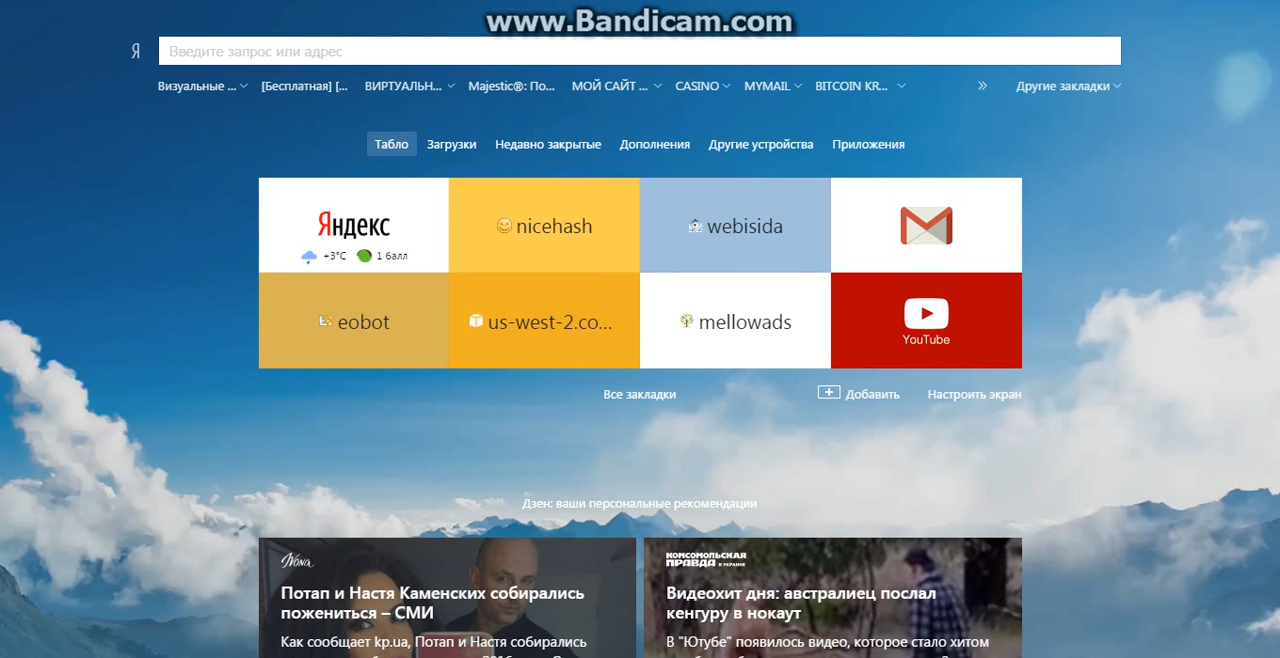 www.Bandicam.com
Я
Введите запрос или адрес
Визуальные ... [Бесплатная] [... ВИРТУАЛЬН... Majestic®: По... МОЙ САЙТ ... CASINO MYMAIL BITCOIN KR... » Другие закладки
Табло Загрузки Недавно закрытые Дополнения Другие устройства Приложения
Яндекс nicehash webisida
+3°C 1 балл
eobot us-west-2.co... mellowads YouTube
Все закладки Добавить Настроить экран
Дзен: ваши персональные рекомендации
Nona
Потап и Настя Каменских собирались
пожениться – СМИ
Как сообщает kp.ua, Потап и Настя собирались
КОМСОМОЛЬСКАЯ
ПРАВДА В УКРАИНЕ
Видеохит дня: австралиец послал
кенгуру в нокаут
В "Ютубе" появилось видео, которое стало хитом